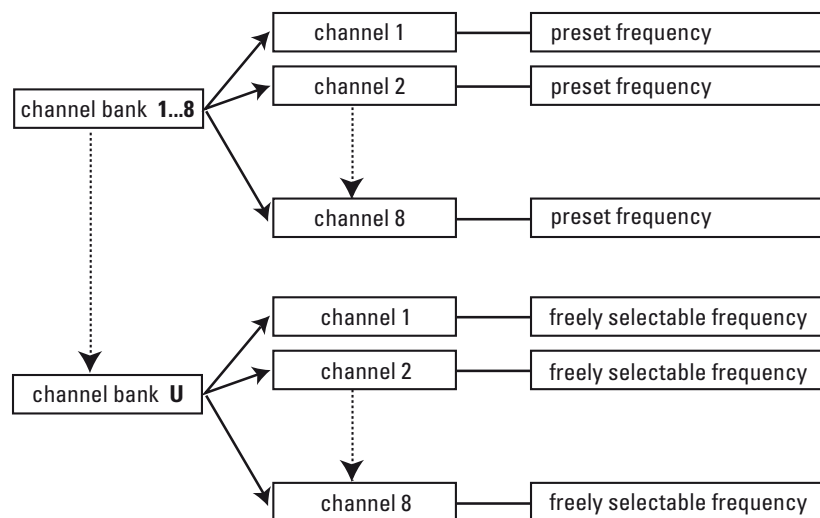 channel 1 preset frequency
channel 2 preset frequency
channel bank 1...8
channel 8 preset frequency
channel 1 freely selectable frequency
channel 2 freely selectable frequency
channel bank U
channel 8 freely selectable frequency